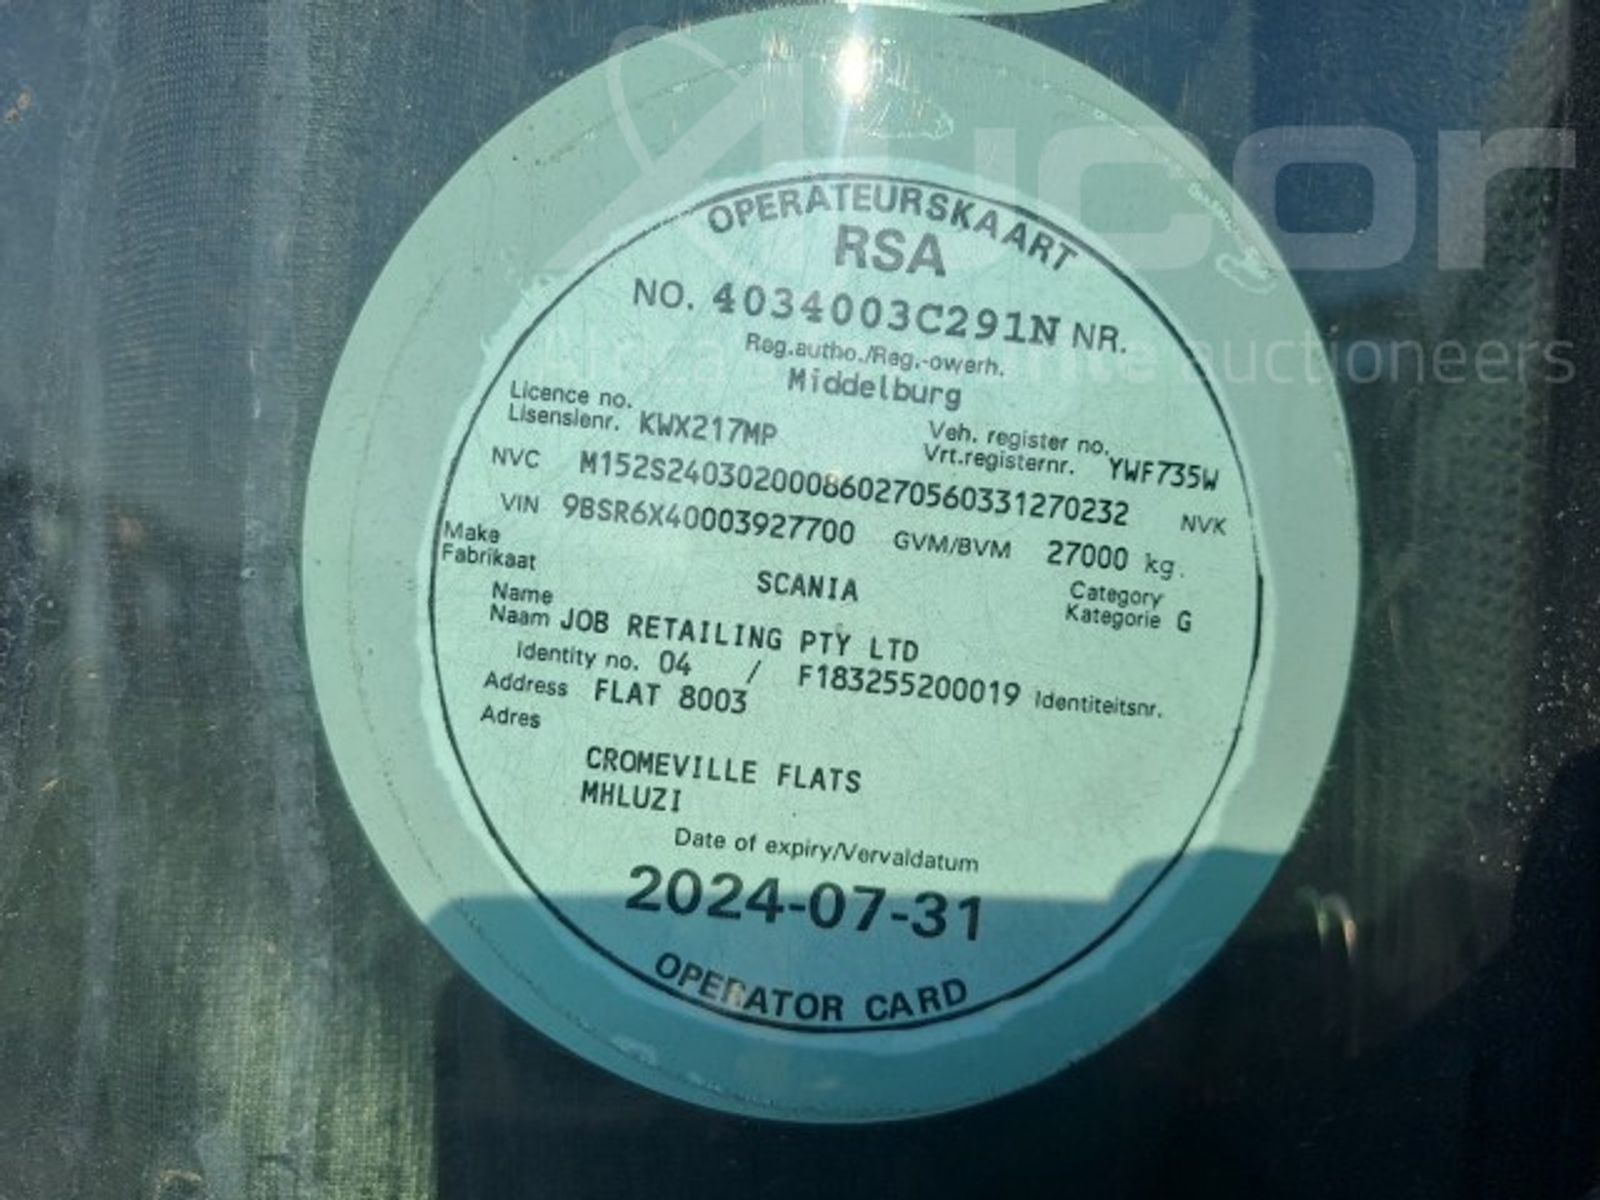 OPERATEURSKAART
RSA
NO. 4034003C291N NR.
Reg.autho./Reg.-owerh.
Middelburg
Licence no.
Lisenslenr. KWX217MP
Veh. register no.
Vrt.registernr. YWF735W
NVC M152S240302000860270560331270232 NVK
VIN 9BSR6X40003927700 GVM/BVM 27000 kg.
Make
Fabrikaat SCANIA
Category
Kategorie G
Name
Naam JOB RETAILING PTY LTD
Identity no. 04 / F183255200019 Identiteitsnr.
Address FLAT 8003
Adres
CROMEVILLE FLATS
MHLUZI
Date of expiry/Vervaldatum
2024-07-31
OPERATOR CARD
Aucor
auctioneers